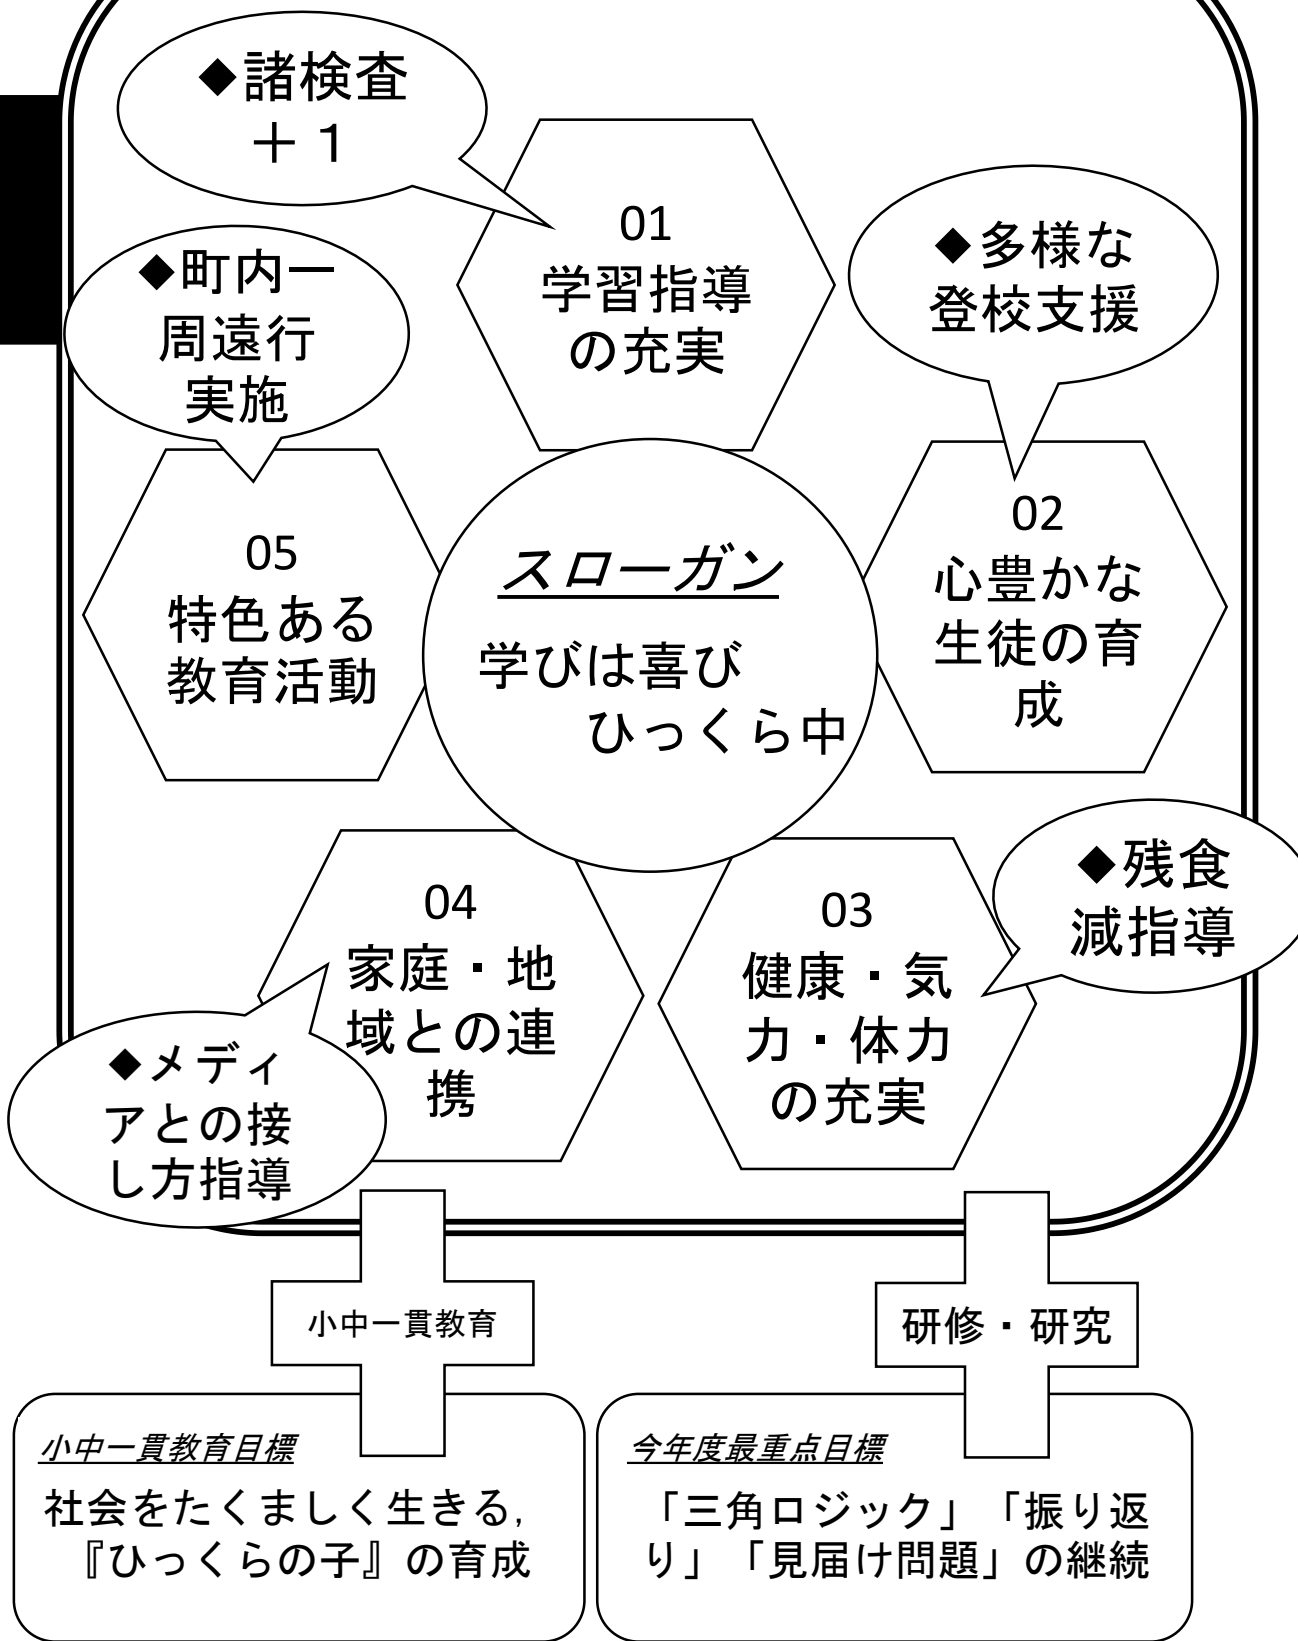 ◆諸検査
＋１
01
学習指導
の充実
◆多様な
登校支援
◆町内一
周遠行
実施
05
特色ある
教育活動
スローガン
学びは喜び
ひっくら中
02
心豊かな
生徒の育
成
◆残食
減指導
04
家庭・地
域との連
携
03
健康・気
力・体力
の充実
◆メディ
アとの接
し方指導
小中一貫教育
研修・研究
小中一貫教育目標
社会をたくましく生きる，
『ひっくらの子』の育成
今年度最重点目標
「三角ロジック」「振り返
り」「見届け問題」の継続